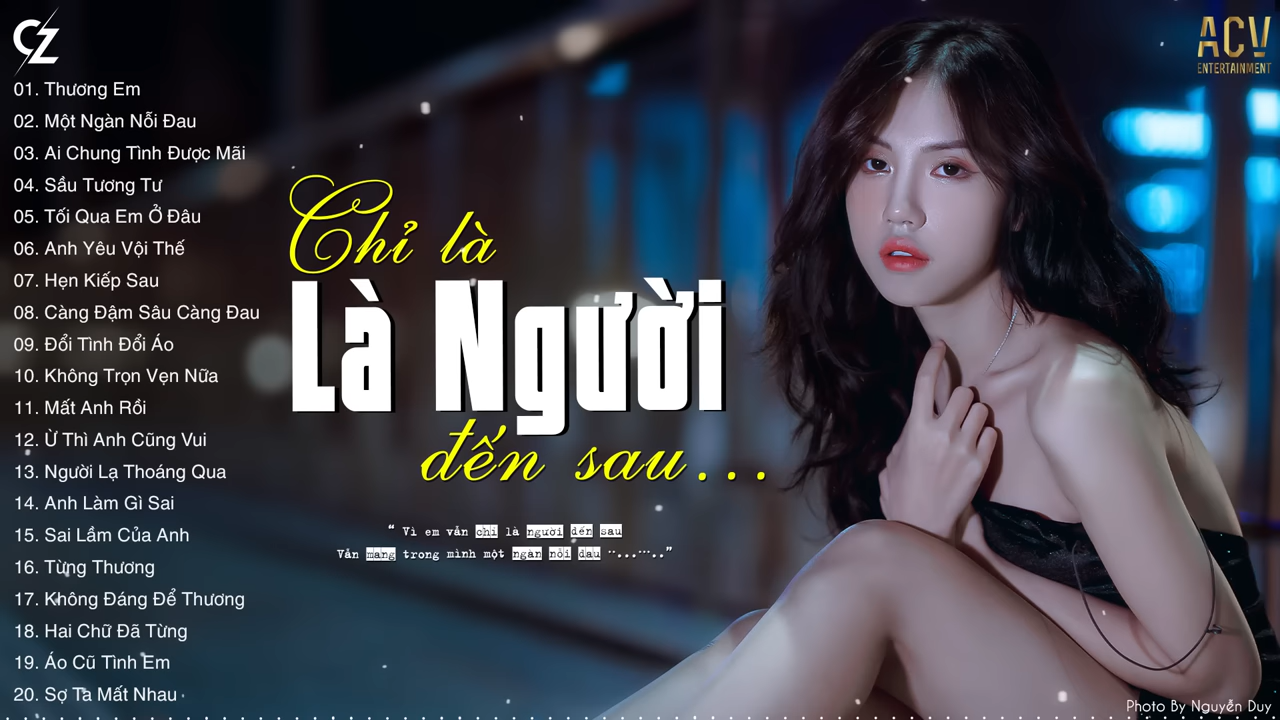 CZ
ACV
ENTERTAINMENT
01. Thương Em
02. Một Ngàn Nỗi Đau
03. Ai Chung Tình Được Mãi
04. Sầu Tương Tư
05. Tối Qua Em Ở Đâu
06. Anh Yêu Vội Thế
07. Hẹn Kiếp Sau
08. Càng Đậm Sâu Càng Đau
09. Đổi Tình Đổi Áo
10. Không Trọn Vẹn Nữa
11. Mất Anh Rồi
12. Ừ Thì Anh Cũng Vui
13. Người Lạ Thoáng Qua
14. Anh Làm Gì Sai
15. Sai Lầm Của Anh
16. Từng Thương
17. Không Đáng Để Thương
18. Hai Chữ Đã Từng
19. Áo Cũ Tình Em
20. Sợ Ta Mất Nhau
Chỉ là
Là Người
đến sau...
“ Vì em vẫn chỉ là người đến sau
Vẫn mang trong mình một ngàn nỗi đau ..........”
Photo By Nguyễn Duy